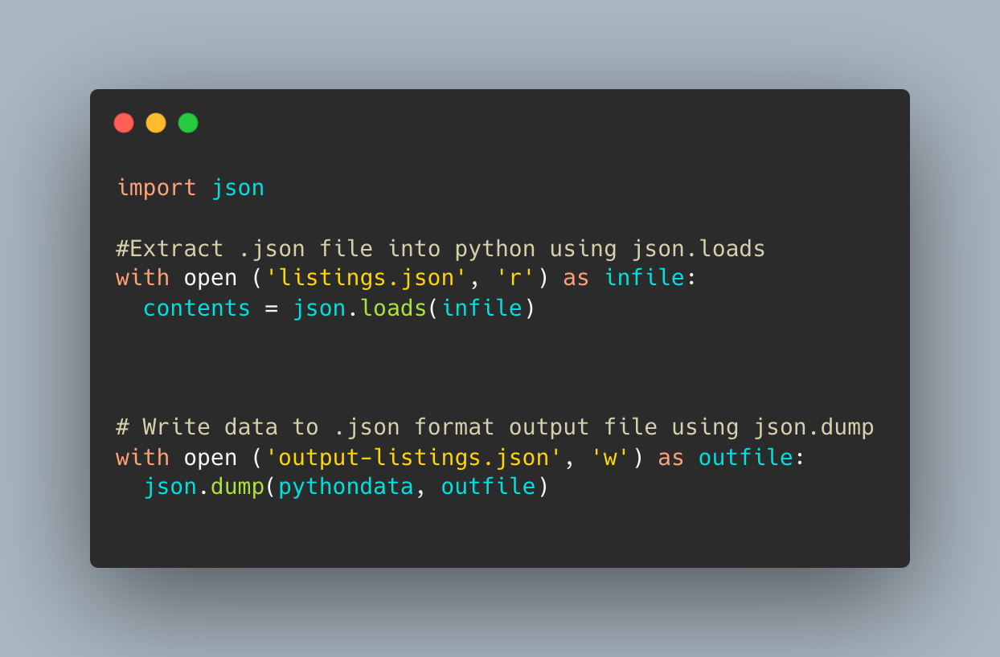 import json
#Extract .json file into python using json.loads
with open ('listings.json', 'r') as infile:
  contents = json.loads(infile)
# Write data to .json format output file using json.dump
with open ('output-listings.json', 'w') as outfile:
  json.dump(pythondata, outfile)